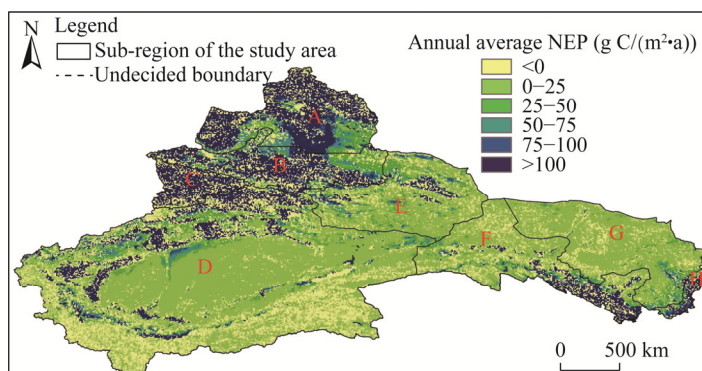 N
Legend
Sub-region of the study area
Undecided boundary
Annual average NEP (g C/(m²•a))
<0
0−25
25−50
50−75
75−100
>100
A
B
C
E
F
G
D
H
0 500 km